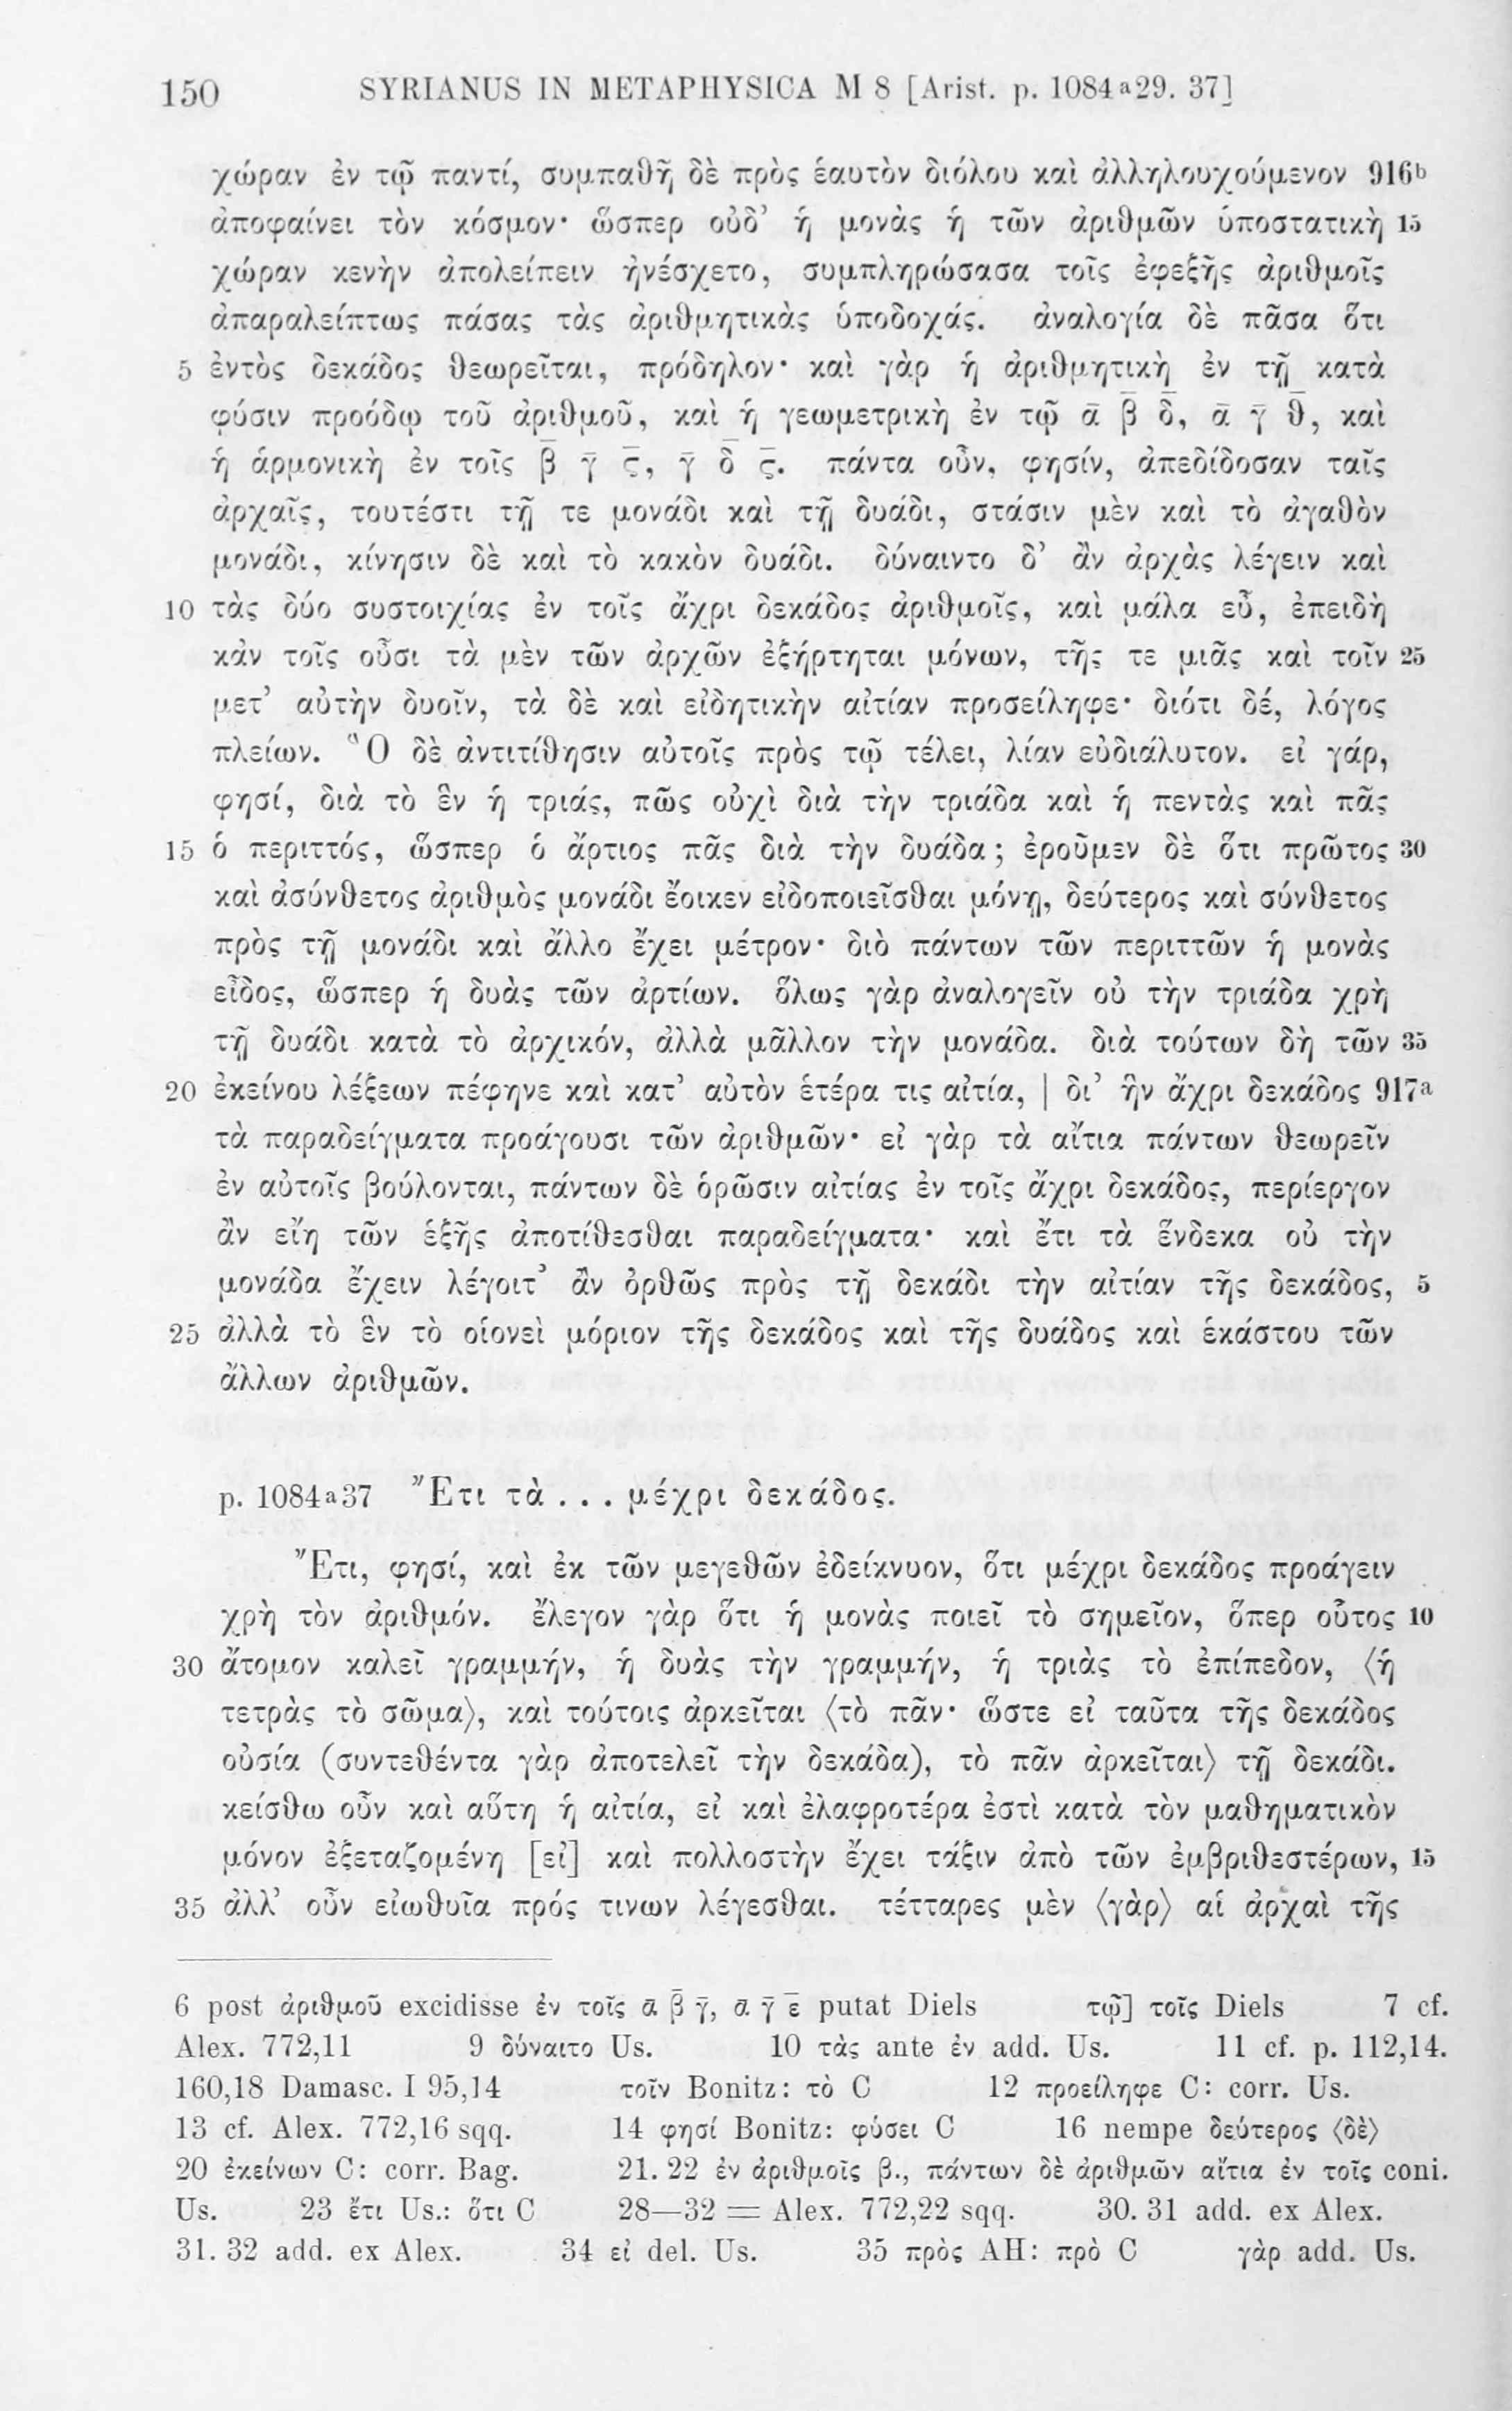 150 SYRIANUS IN METAPHYSICA M 8 [Arist. p. 1084ᵃ29. 37]
χώραν ἐν τῷ παντί, συμπαθῆ δὲ πρὸς ἑαυτὸν διόλου καὶ ἀλληλουχούμενον 916ᵇ
ἀποφαίνει τὸν κόσμον· ὥσπερ οὐδ’ ἡ μονὰς ἡ τῶν ἀριθμῶν ὑποστατικὴ 15
χώραν κενὴν ἀπολείπειν ἠνέσχετο, συμπληρώσασα τοῖς ἐφεξῆς ἀριθμοῖς
ἀπαραλείπτως πάσας τὰς ἀριθμητικὰς ὑποδοχάς. ἀναλογία δὲ πᾶσα ὅτι
5 ἐντὸς δεκάδος θεωρεῖται, πρόδηλον· καὶ γὰρ ἡ ἀριθμητικὴ ἐν τῇ κατὰ
φύσιν προόδῳ τοῦ ἀριθμοῦ, καὶ ἡ γεωμετρικὴ ἐν τῷ ᾱ β̄ δ̄, ᾱ γ̄ θ̄, καὶ
ἡ ἁρμονικὴ ἐν τοῖς β̄ γ̄ ϛ̄, γ̄ δ̄ ϛ̄. πάντα οὖν, φησίν, ἀπεδίδοσαν ταῖς
ἀρχαῖς, τουτέστι τῇ τε μονάδι καὶ τῇ δυάδι, στάσιν μὲν καὶ τὸ ἀγαθὸν
μονάδι, κίνησιν δὲ καὶ τὸ κακὸν δυάδι. δύναιντο δ’ ἂν ἀρχὰς λέγειν καὶ
10 τὰς δύο συστοιχίας ἐν τοῖς ἄχρι δεκάδος ἀριθμοῖς, καὶ μάλα εὖ, ἐπειδὴ
κἀν τοῖς οὖσι τὰ μὲν τῶν ἀρχῶν ἐξήρτηται μόνων, τῆς τε μιᾶς καὶ τοῖν 25
μετ’ αὐτὴν δυοῖν, τὰ δὲ καὶ εἰδητικὴν αἰτίαν προσείληφε· διότι δέ, λόγος
πλείων. Ὃ δὲ ἀντιτίθησιν αὐτοῖς πρὸς τῷ τέλει, λίαν εὐδιάλυτον. εἰ γάρ,
φησί, διὰ τὸ ἓν ἡ τριάς, πῶς οὐχὶ διὰ τὴν τριάδα καὶ ἡ πεντὰς καὶ πᾶς
15 ὁ περιττός, ὥσπερ ὁ ἄρτιος πᾶς διὰ τὴν δυάδα; ἐροῦμεν δὲ ὅτι πρῶτος 30
καὶ ἀσύνθετος ἀριθμὸς μονάδι ἔοικεν εἰδοποιεῖσθαι μόνῃ, δεύτερος καὶ σύνθετος
πρὸς τῇ μονάδι καὶ ἄλλο ἔχει μέτρον· διὸ πάντων τῶν περιττῶν ἡ μονὰς
εἶδος, ὥσπερ ἡ δυὰς τῶν ἀρτίων. ὅλως γὰρ ἀναλογεῖν οὐ τὴν τριάδα χρὴ
τῇ δυάδι κατὰ τὸ ἀρχικόν, ἀλλὰ μᾶλλον τὴν μονάδα. διὰ τούτων δὴ τῶν 35
20 ἐκείνου λέξεων πέφηνε καὶ κατ’ αὐτὸν ἑτέρα τις αἰτία, | δι’ ἣν ἄχρι δεκάδος 917ᵃ
τὰ παραδείγματα προάγουσι τῶν ἀριθμῶν· εἰ γὰρ τὰ αἴτια πάντων θεωρεῖν
ἐν αὐτοῖς βούλονται, πάντων δὲ ὁρῶσιν αἰτίας ἐν τοῖς ἄχρι δεκάδος, περίεργον
ἂν εἴη τῶν ἑξῆς ἀποτίθεσθαι παραδείγματα· καὶ ἔτι τὰ ἕνδεκα οὐ τὴν
μονάδα ἔχειν λέγοιτ’ ἂν ὀρθῶς πρὸς τῇ δεκάδι τὴν αἰτίαν τῆς δεκάδος, 5
25 ἀλλὰ τὸ ἓν τὸ οἱονεὶ μόριον τῆς δεκάδος καὶ τῆς δυάδος καὶ ἑκάστου τῶν
ἄλλων ἀριθμῶν.
p. 1084ᵃ37 Ἔτι τὰ . . . μέχρι δεκάδος.
Ἔτι, φησί, καὶ ἐκ τῶν μεγεθῶν ἐδείκνυον, ὅτι μέχρι δεκάδος προάγειν
χρὴ τὸν ἀριθμόν. ἔλεγον γὰρ ὅτι ἡ μονὰς ποιεῖ τὸ σημεῖον, ὅπερ οὗτος 10
30 ἄτομον καλεῖ γραμμήν, ἡ δυὰς τὴν γραμμήν, ἡ τριὰς τὸ ἐπίπεδον, ⟨ἡ
τετρὰς τὸ σῶμα⟩, καὶ τούτοις ἀρκεῖται ⟨τὸ πᾶν· ὥστε εἰ ταῦτα τῆς δεκάδος
οὐσία (συντεθέντα γὰρ ἀποτελεῖ τὴν δεκάδα), τὸ πᾶν ἀρκεῖται⟩ τῇ δεκάδι.
κείσθω οὖν καὶ αὕτη ἡ αἰτία, εἰ καὶ ἐλαφροτέρα ἐστὶ κατὰ τὸν μαθηματικὸν
μόνον ἐξεταζομένη [εἰ] καὶ πολλοστὴν ἔχει τάξιν ἀπὸ τῶν ἐμβριθεστέρων, 15
35 ἀλλ’ οὖν εἰωθυῖα πρός τινων λέγεσθαι. τέτταρες μὲν ⟨γὰρ⟩ αἱ ἀρχαὶ τῆς
6 post ἀριθμοῦ excidisse ἐν τοῖς ᾱ β̄ γ̄, ᾱ γ̄ ε̄ putat Diels τῷ] τοῖς Diels 7 cf.
Alex. 772,11 9 δύναιτο Us. 10 τὰς ante ἐν add. Us. 11 cf. p. 112,14.
160,18 Damasc. I 95,14 τοῖν Bonitz: τὸ C 12 προείληφε C: corr. Us.
13 cf. Alex. 772,16 sqq. 14 φησί Bonitz: φύσει C 16 nempe δεύτερος ⟨δὲ⟩
20 ἐκείνων C: corr. Bag. 21. 22 ἐν ἀριθμοῖς β., πάντων δὲ ἀριθμῶν αἴτια ἐν τοῖς coni.
Us. 23 ἔτι Us.: ὅτι C 28—32 = Alex. 772,22 sqq. 30. 31 add. ex Alex.
31. 32 add. ex Alex. 34 εἰ del. Us. 35 πρὸς AH: πρὸ C γὰρ add. Us.